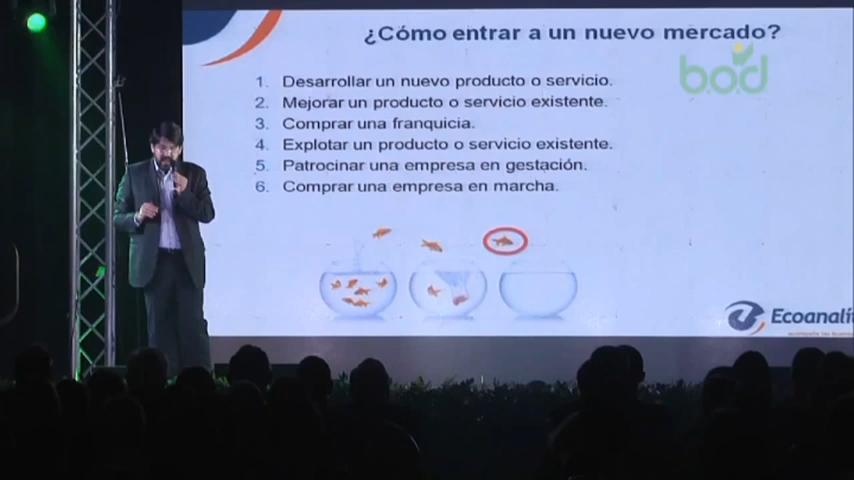 ¿Cómo entrar a un nuevo mercado?
b.o.d
1. Desarrollar un nuevo producto o servicio.
2. Mejorar un producto o servicio existente.
3. Comprar una franquicia.
4. Explotar un producto o servicio existente.
5. Patrocinar una empresa en gestación.
6. Comprar una empresa en marcha.
Ecoanalít